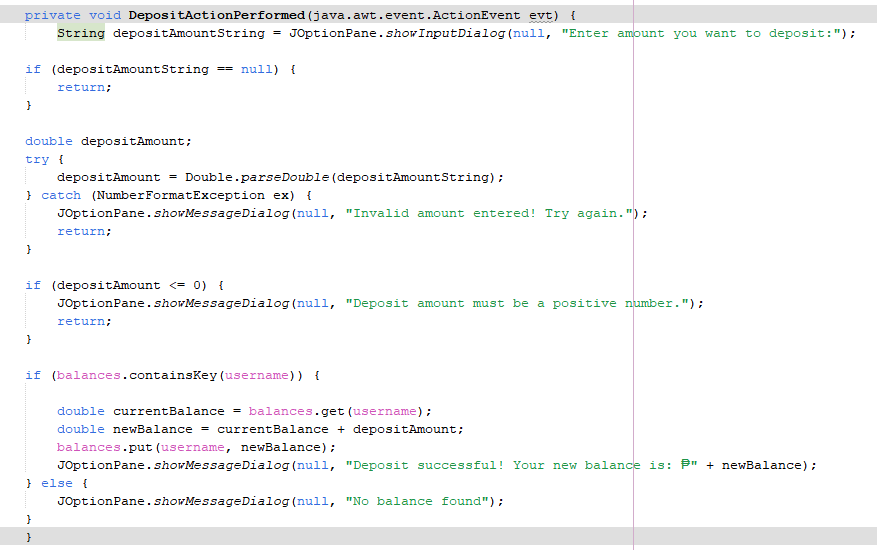 private void DepositActionPerformed(java.awt.event.ActionEvent evt) {
    String depositAmountString = JOptionPane.showInputDialog(null, "Enter amount you want to deposit:");

if (depositAmountString == null) {
    return;
}

double depositAmount;
try {
    depositAmount = Double.parseDouble(depositAmountString);
} catch (NumberFormatException ex) {
    JOptionPane.showMessageDialog(null, "Invalid amount entered! Try again.");
    return;
}

if (depositAmount <= 0) {
    JOptionPane.showMessageDialog(null, "Deposit amount must be a positive number.");
    return;
}

if (balances.containsKey(username)) {

    double currentBalance = balances.get(username);
    double newBalance = currentBalance + depositAmount;
    balances.put(username, newBalance);
    JOptionPane.showMessageDialog(null, "Deposit successful! Your new balance is: ₱" + newBalance);
} else {
    JOptionPane.showMessageDialog(null, "No balance found");
}
}